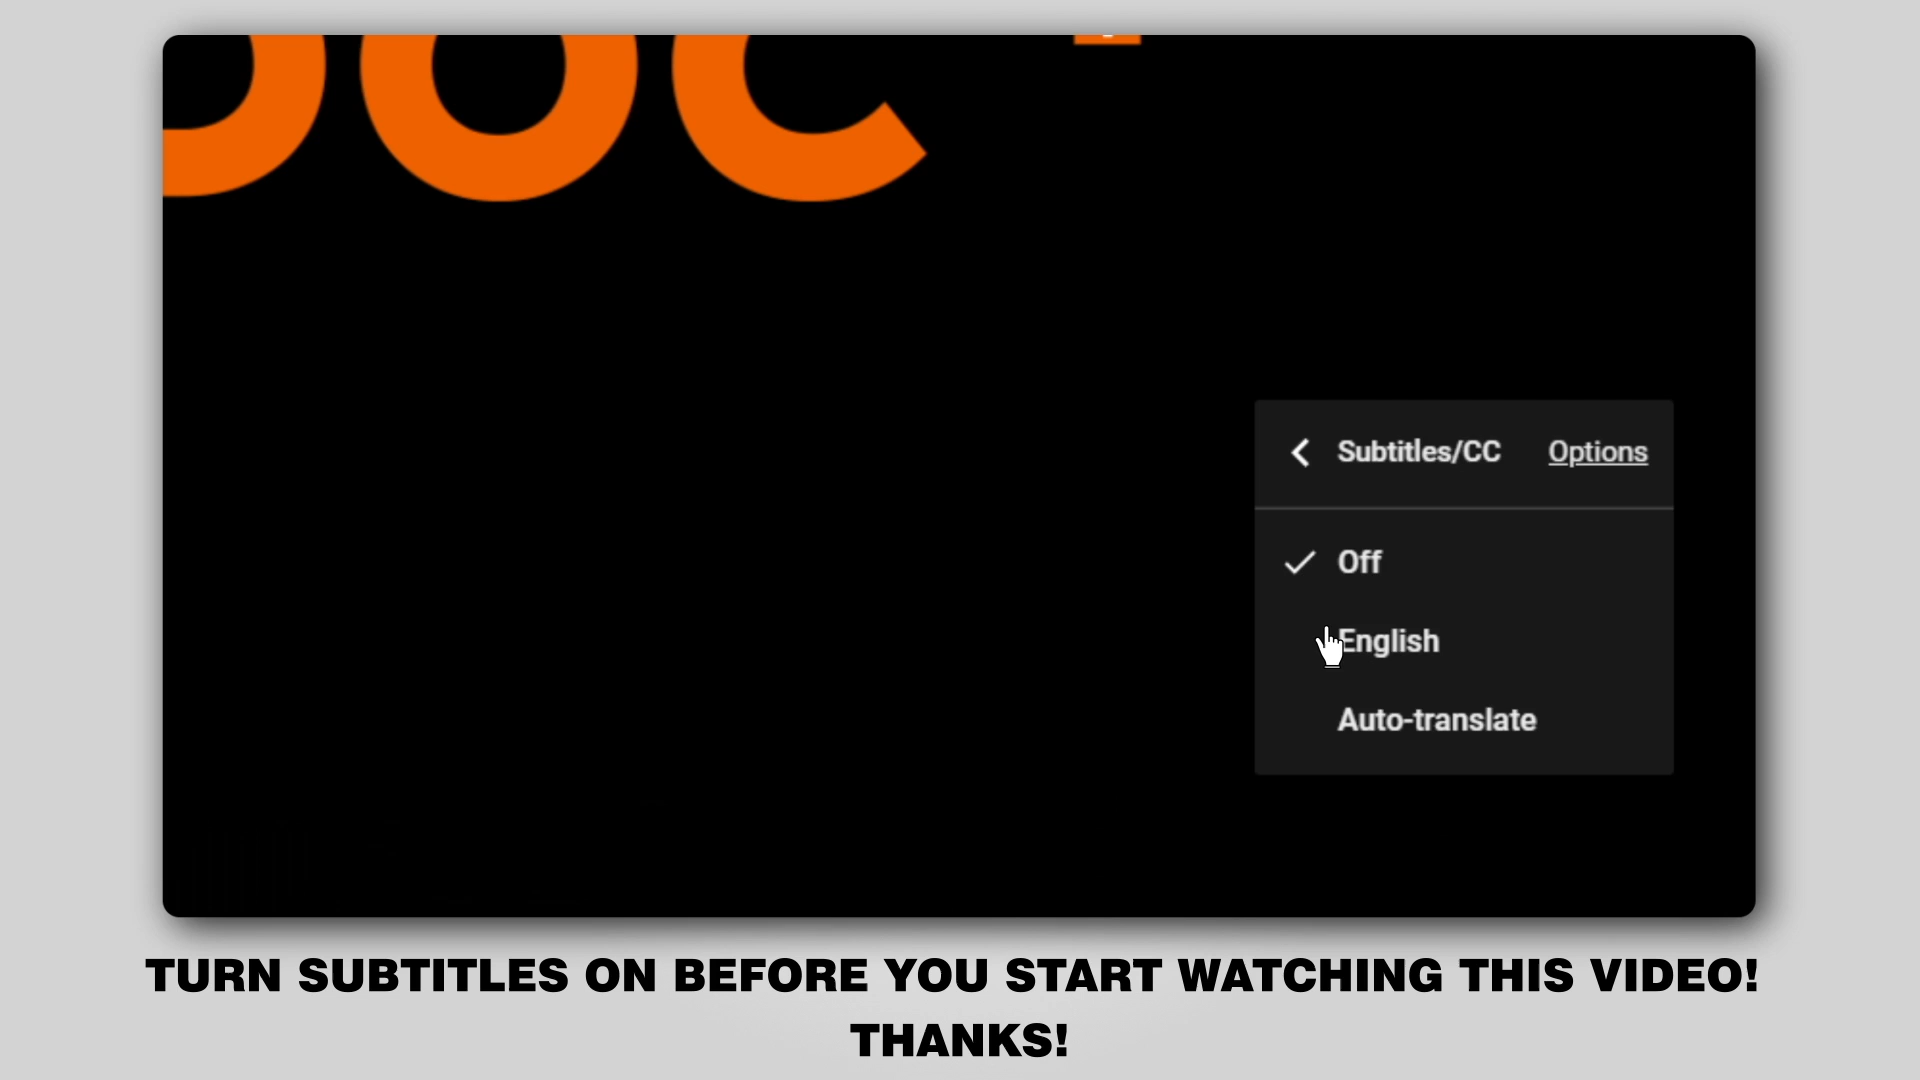 Subtitles/CC Options
Off
English
Auto-translate
TURN SUBTITLES ON BEFORE YOU START WATCHING THIS VIDEO!
THANKS!